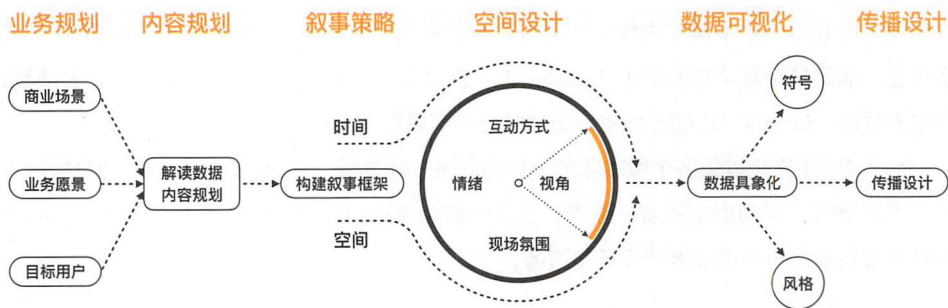 业务规划 内容规划 叙事策略 空间设计 数据可视化 传播设计
商业场景
业务愿景
目标用户
解读数据
内容规划
构建叙事框架
时间
空间
互动方式
情绪
视角
现场氛围
符号
数据具象化
风格
传播设计